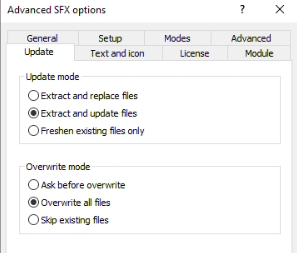 Advanced SFX options ? ×
General Setup Modes Advanced
Update Text and icon License Module
Update mode
Extract and replace files
Extract and update files
Freshen existing files only
Overwrite mode
Ask before overwrite
Overwrite all files
Skip existing files